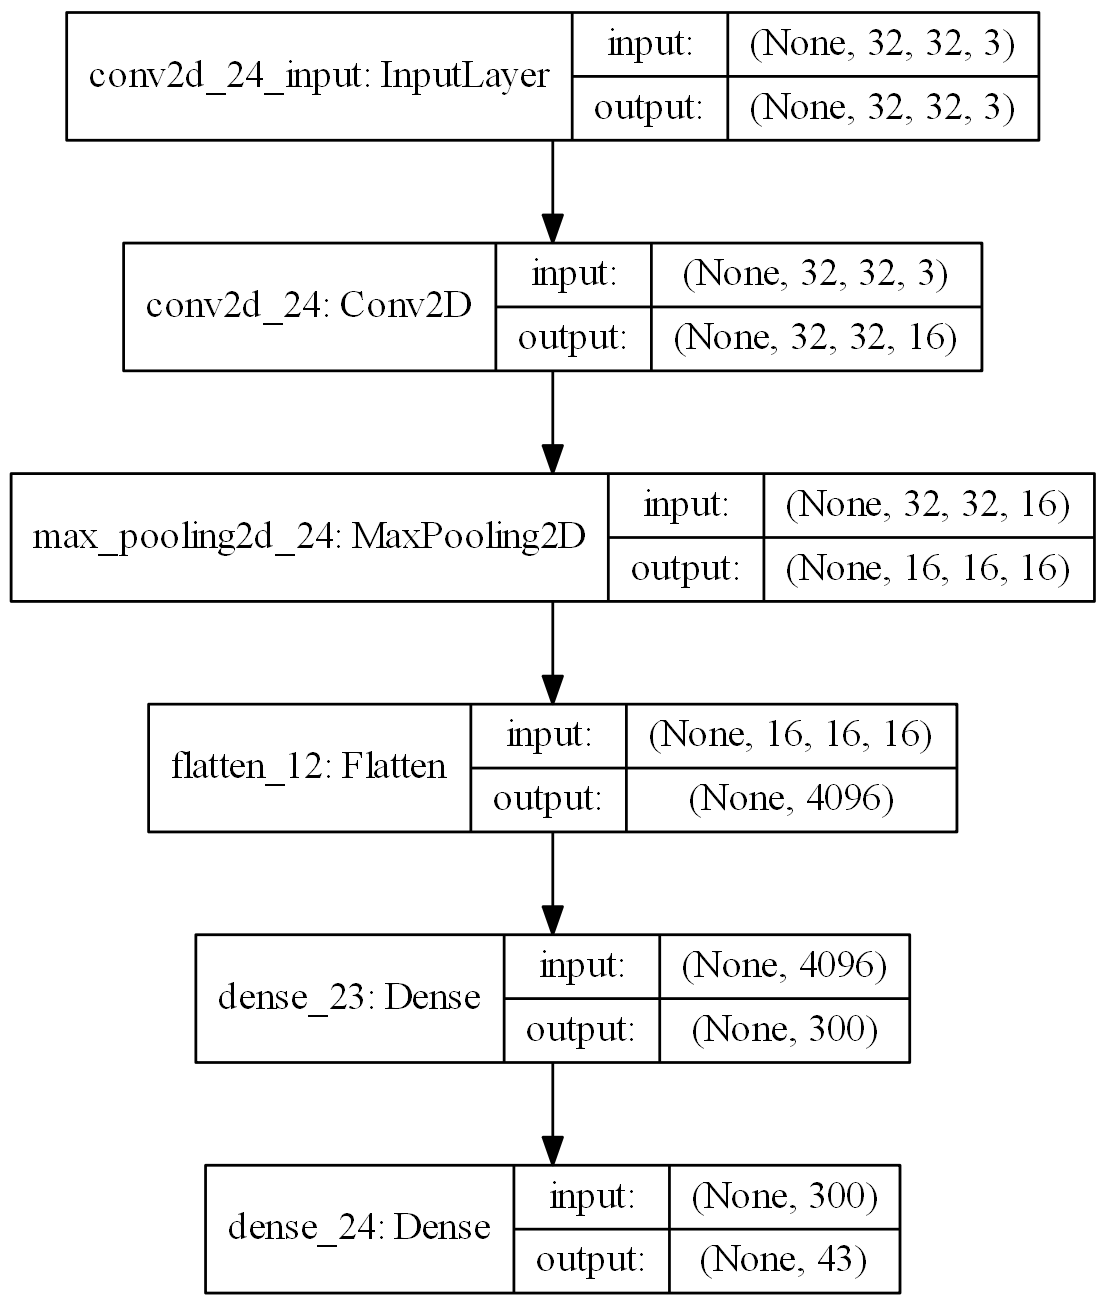 conv2d_24_input: InputLayer
input: (None, 32, 32, 3)
output: (None, 32, 32, 3)
conv2d_24: Conv2D
input: (None, 32, 32, 3)
output: (None, 32, 32, 16)
max_pooling2d_24: MaxPooling2D
input: (None, 32, 32, 16)
output: (None, 16, 16, 16)
flatten_12: Flatten
input: (None, 16, 16, 16)
output: (None, 4096)
dense_23: Dense
input: (None, 4096)
output: (None, 300)
dense_24: Dense
input: (None, 300)
output: (None, 43)